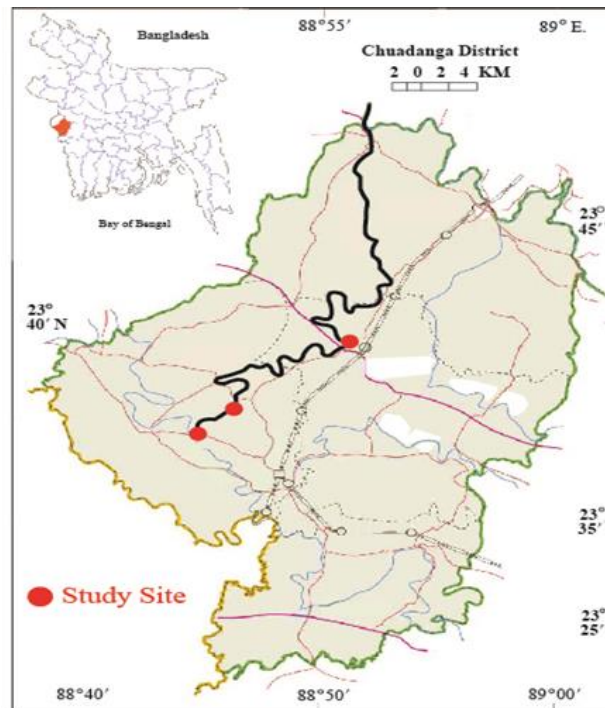 88° 55' 89° E.
Bangladesh
Chuadanga District
2 0 2 4 KM
23°
45'
Bay of Bengal
23°
40' N
23°
35'
Study Site
23°
25'
88° 40' 88° 50' 89° 00'